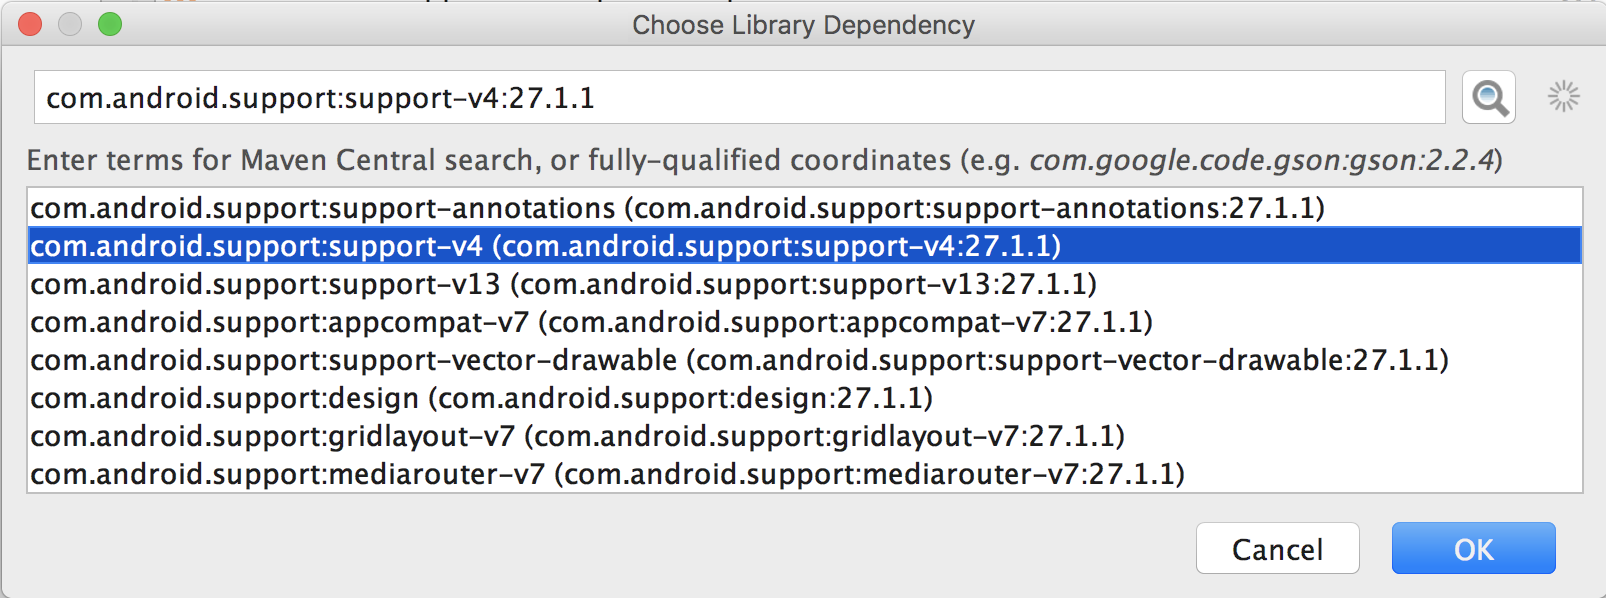 Choose Library Dependency
com.android.support:support-v4:27.1.1
Enter terms for Maven Central search, or fully-qualified coordinates (e.g. com.google.code.gson:gson:2.2.4)
com.android.support:support-annotations (com.android.support:support-annotations:27.1.1)
com.android.support:support-v4 (com.android.support:support-v4:27.1.1)
com.android.support:support-v13 (com.android.support:support-v13:27.1.1)
com.android.support:appcompat-v7 (com.android.support:appcompat-v7:27.1.1)
com.android.support:support-vector-drawable (com.android.support:support-vector-drawable:27.1.1)
com.android.support:design (com.android.support:design:27.1.1)
com.android.support:gridlayout-v7 (com.android.support:gridlayout-v7:27.1.1)
com.android.support:mediarouter-v7 (com.android.support:mediarouter-v7:27.1.1)
Cancel OK